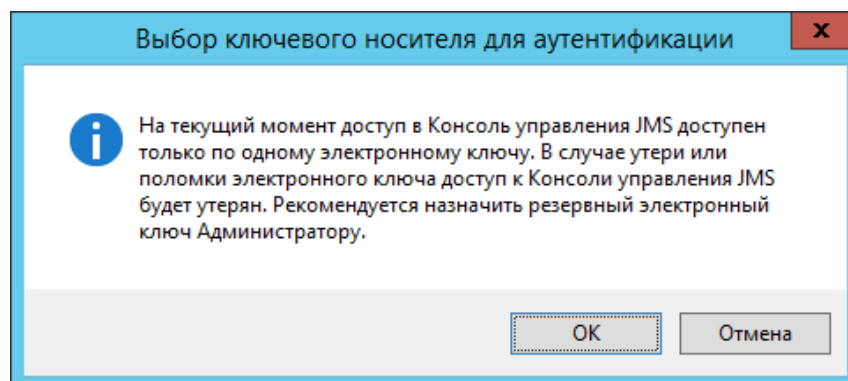 Выбор ключевого носителя для аутентификации
x
На текущий момент доступ в Консоль управления JMS доступен
только по одному электронному ключу. В случае утери или
поломки электронного ключа доступ к Консоли управления JMS
будет утерян. Рекомендуется назначить резервный электронный
ключ Администратору.
ОК
Отмена